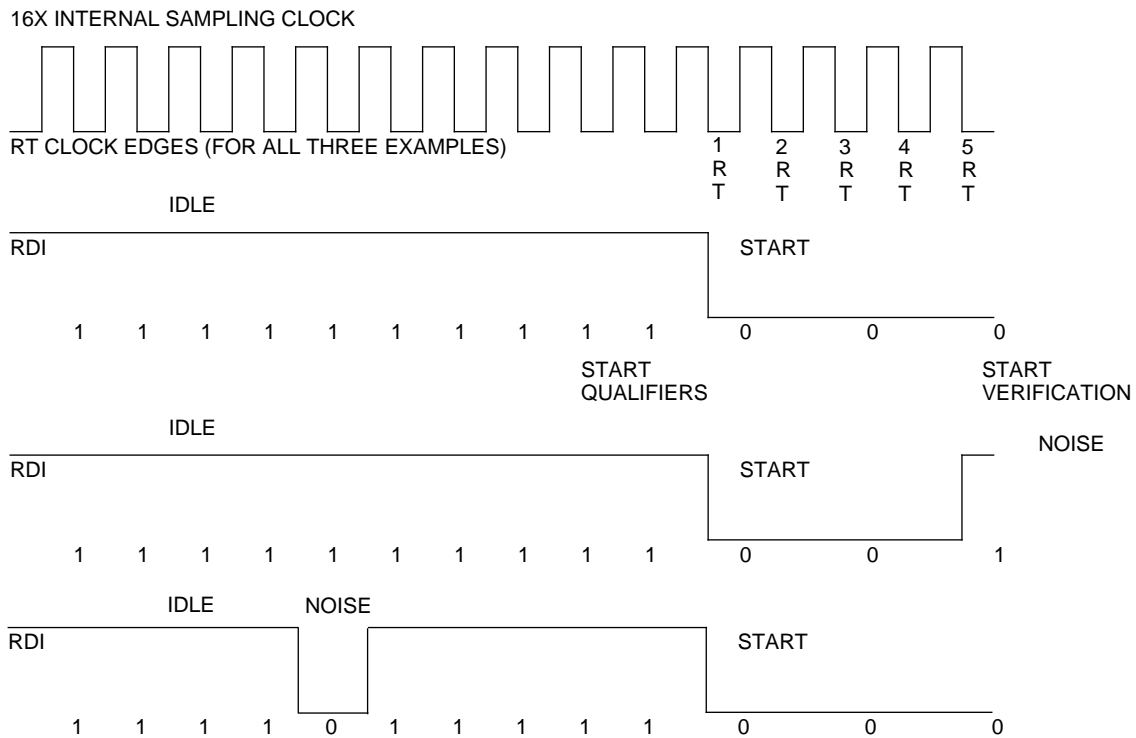 16X INTERNAL SAMPLING CLOCK
RT CLOCK EDGES (FOR ALL THREE EXAMPLES) 1 2 3 4 5
R R R R R
T T T T T
IDLE
RDI START
1 1 1 1 1 1 1 1 1 1 0 0 0
START START
QUALIFIERS VERIFICATION
IDLE NOISE
RDI START
1 1 1 1 1 1 1 1 1 1 0 0 1
IDLE NOISE
RDI START
1 1 1 1 0 1 1 1 1 1 0 0 0